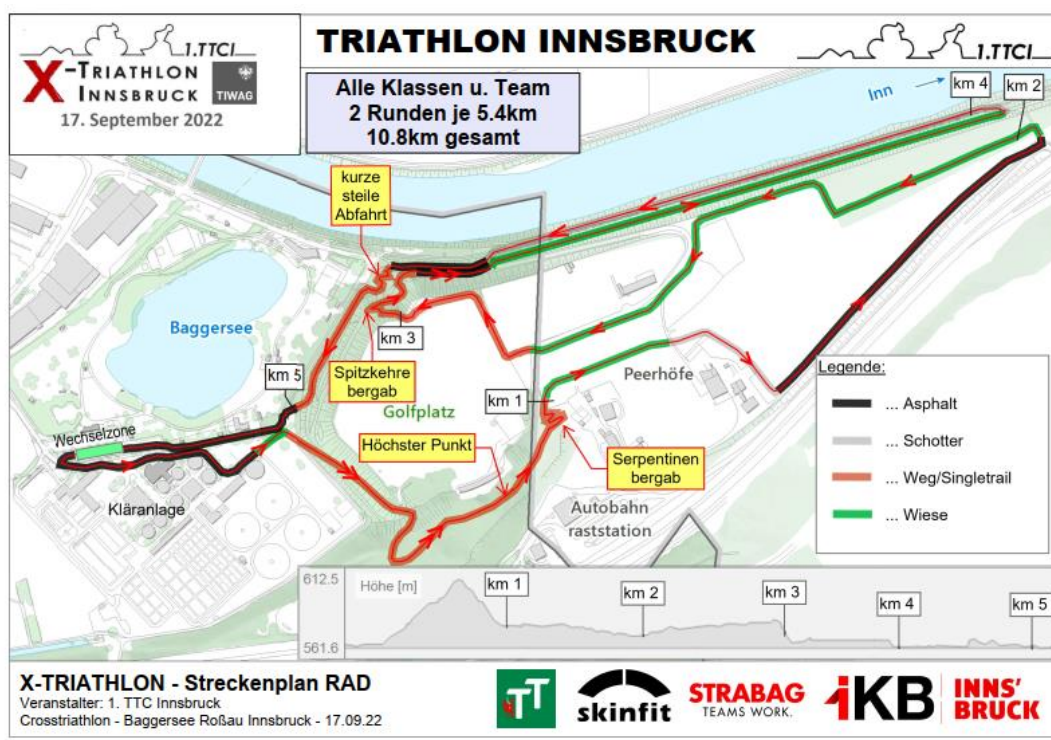 1.TTCI
X-TRIATHLON
INNSBRUCK
TIWAG
17. September 2022
TRIATHLON INNSBRUCK
1.TTCI
Alle Klassen u. Team
2 Runden je 5.4km
10.8km gesamt
Inn
km 4
km 2
kurze
steile
Abfahrt
Baggersee
km 3
km 5
Spitzkehre
bergab
Golfplatz
km 1
Peerhöfe
Höchster Punkt
Serpentinen
bergab
Wechselzone
Kläranlage
Autobahn
raststation
Legende:
... Asphalt
... Schotter
... Weg/Singletrail
... Wiese
612.5
Höhe [m]
561.6
km 1
km 2
km 3
km 4
km 5
X-TRIATHLON - Streckenplan RAD
Veranstalter: 1. TTC Innsbruck
Crosstriathlon - Baggersee Roßau Innsbruck - 17.09.22
TT
skinfit
STRABAG
TEAMS WORK.
iKB
INNS'
BRUCK